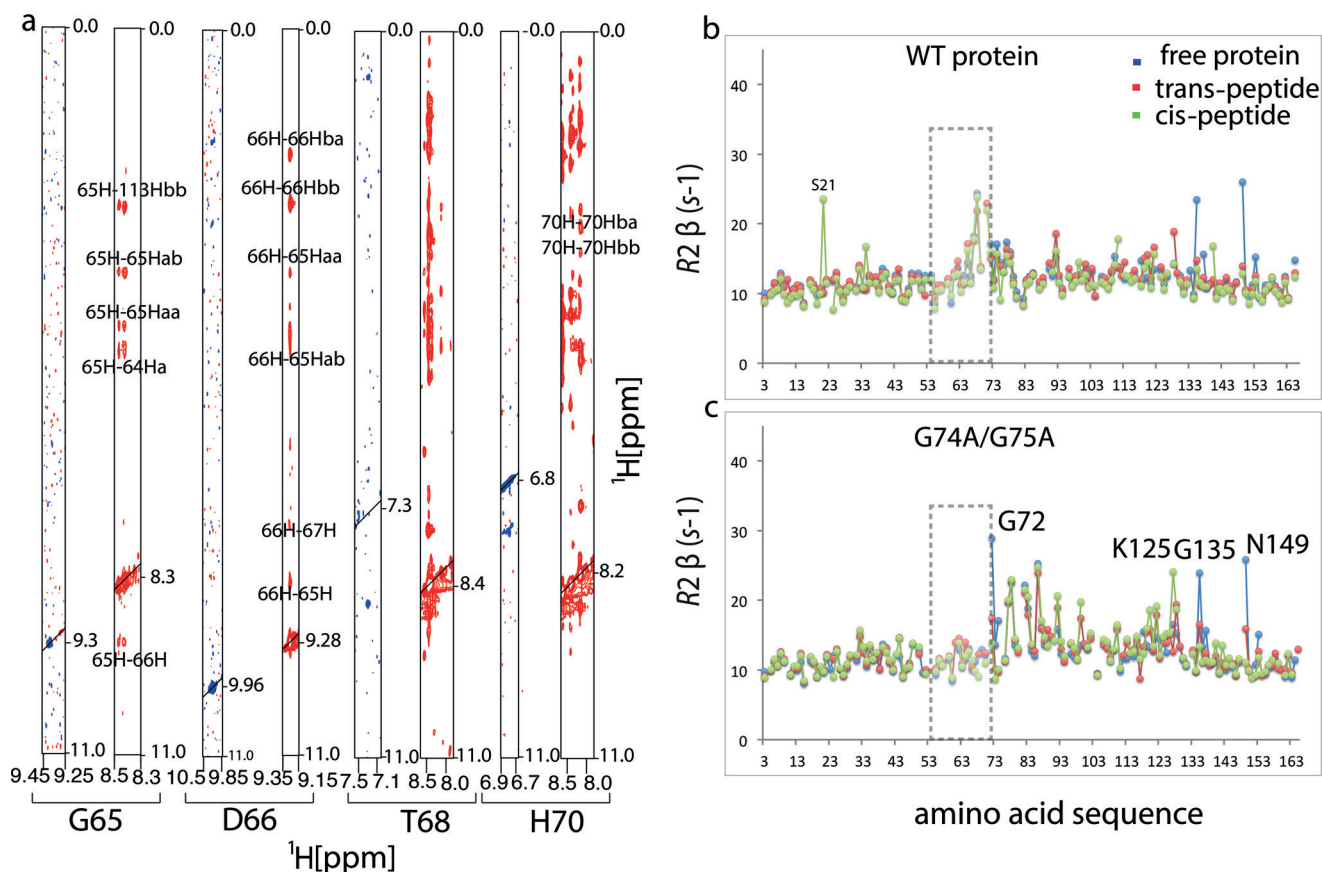 a
0.0
0.0
0.0
0.0
0.0
0.0
-0.0
0.0
66H-66Hba
65H-113Hbb
66H-66Hbb
70H-70Hba
65H-65Hab
66H-65Haa
70H-70Hbb
65H-65Haa
65H-64Ha
66H-65Hab
¹H[ppm]
6.8
7.3
66H-67H
8.3
8.4
8.2
66H-65H
9.3
9.28
65H-66H
9.96
11.0
11.0
11.0
11.0
11.0
11.0
11.0
11.0
9.45 9.25 8.5 8.3 10.5 9.85 9.35 9.15 7.5 7.1 8.5 8.0 6.9 6.7 8.5 8.0
G65 D66 T68 H70
¹H[ppm]
b
WT protein
free protein
trans-peptide
cis-peptide
40
30
20
10
0
R2 β (s-1)
S21
3 13 23 33 43 53 63 73 83 93 103 113 123 133 143 153 163
c
G74A/G75A
40
30
20
10
0
R2 β (s-1)
G72
K125 G135 N149
3 13 23 33 43 53 63 73 83 93 103 113 123 133 143 153 163
amino acid sequence